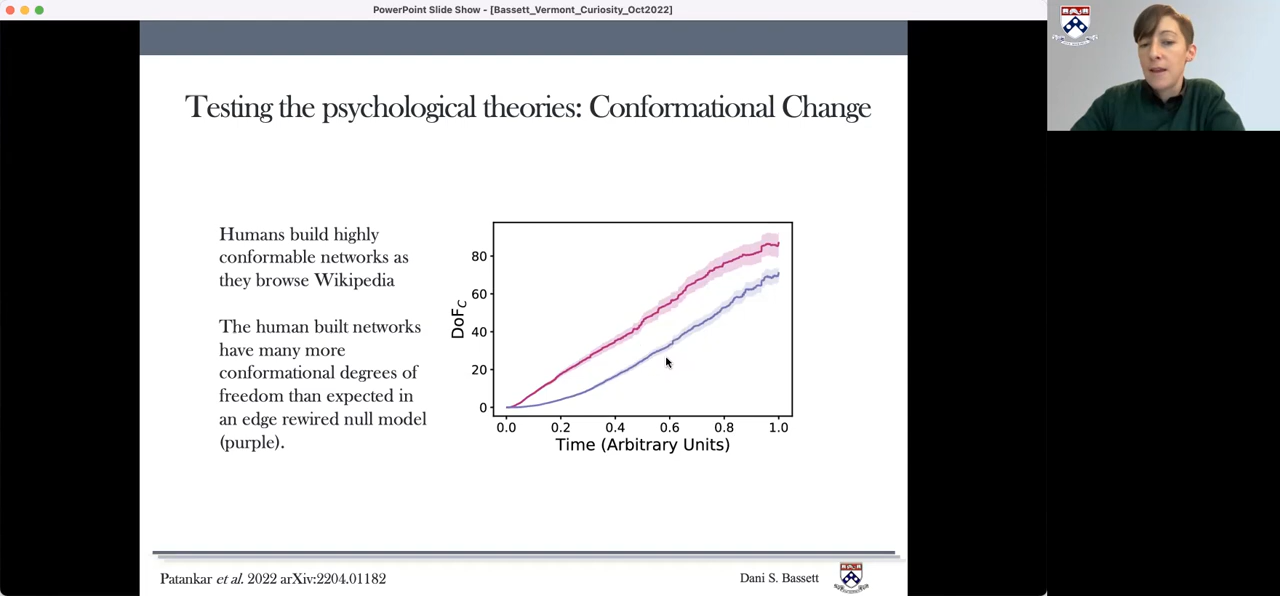 PowerPoint Slide Show - [Bassett_Vermont_Curiosity_Oct2022]
Testing the psychological theories: Conformational Change
Humans build highly
conformable networks as
they browse Wikipedia
The human built networks
have many more
conformational degrees of
freedom than expected in
an edge rewired null model
(purple).
DoFC
80
60
40
20
0
0.0 0.2 0.4 0.6 0.8 1.0
Time (Arbitrary Units)
Patankar et al. 2022 arXiv:2204.01182
Dani S. Bassett